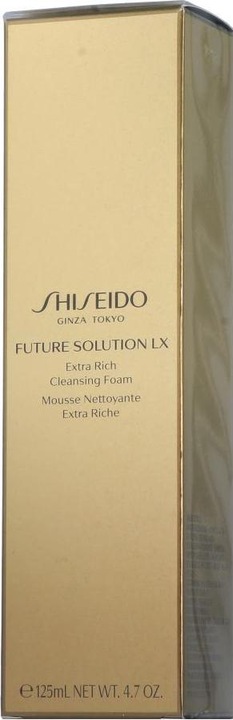 SHISEIDO
GINZA TOKYO
FUTURE SOLUTION LX
Extra Rich
Cleansing Foam
Mousse Nettoyante
Extra Riche
℮125mL NET WT. 4.7 OZ.